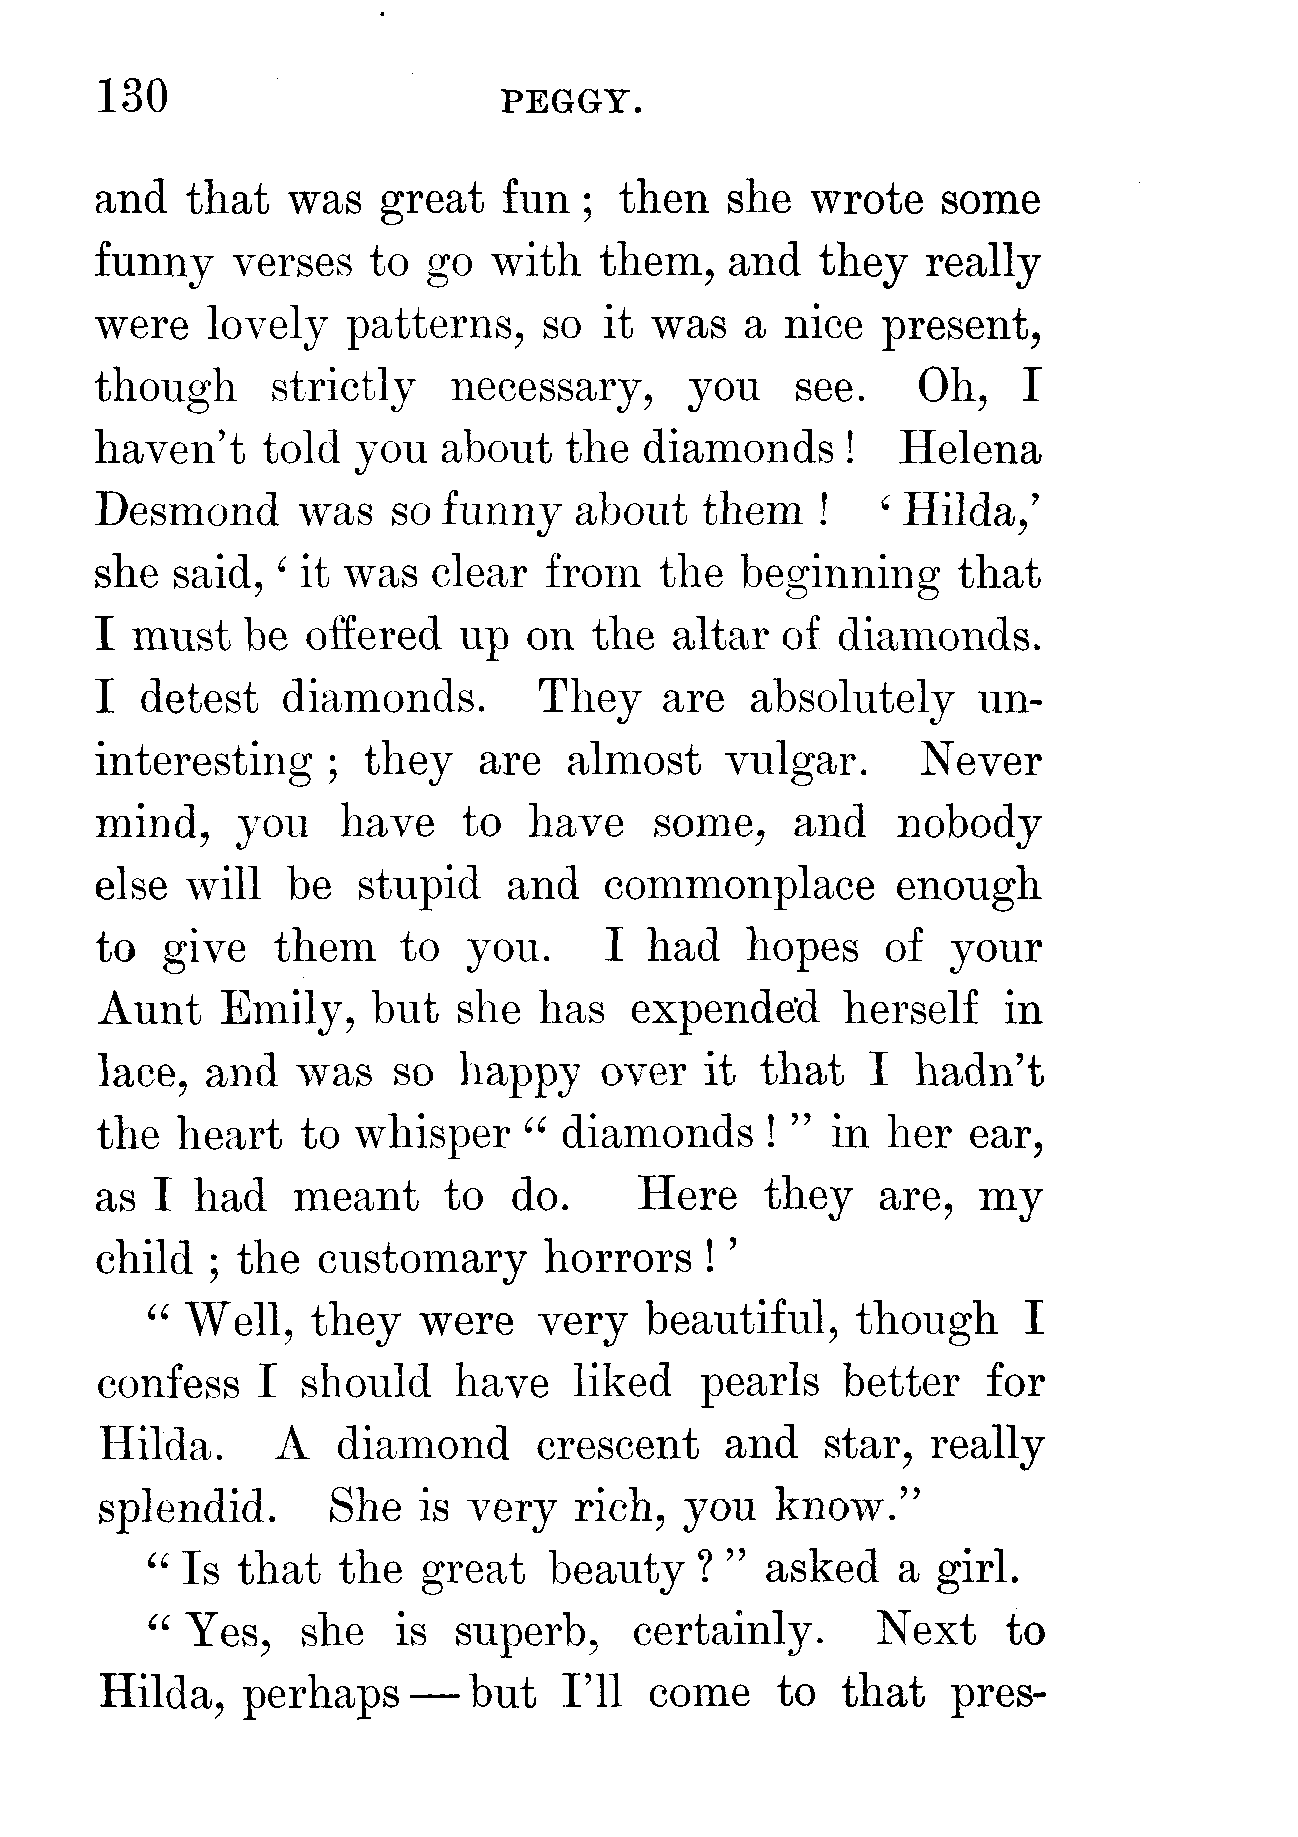 130 PEGGY.
and that was great fun ; then she wrote some
funny verses to go with them, and they really
were lovely patterns, so it was a nice present,
though strictly necessary, you see. Oh, I
haven't told you about the diamonds ! Helena
Desmond was so funny about them ! ‘ Hilda,’
she said, ‘ it was clear from the beginning that
I must be offered up on the altar of diamonds.
I detest diamonds. They are absolutely un-
interesting ; they are almost vulgar. Never
mind, you have to have some, and nobody
else will be stupid and commonplace enough
to give them to you. I had hopes of your
Aunt Emily, but she has expended herself in
lace, and was so happy over it that I hadn't
the heart to whisper “ diamonds ! ” in her ear,
as I had meant to do. Here they are, my
child ; the customary horrors ! ’
“ Well, they were very beautiful, though I
confess I should have liked pearls better for
Hilda. A diamond crescent and star, really
splendid. She is very rich, you know.”
“ Is that the great beauty ? ” asked a girl.
“ Yes, she is superb, certainly. Next to
Hilda, perhaps — but I'll come to that pres-